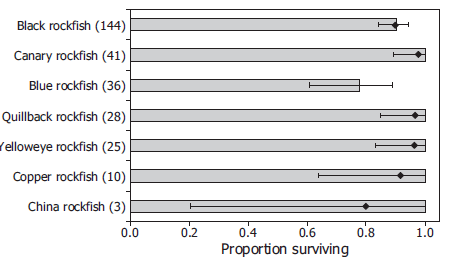 Black rockfish (144)
Canary rockfish (41)
Blue rockfish (36)
Quillback rockfish (28)
Yelloweye rockfish (25)
Copper rockfish (10)
China rockfish (3)
0.0 0.2 0.4 0.6 0.8 1.0
Proportion surviving